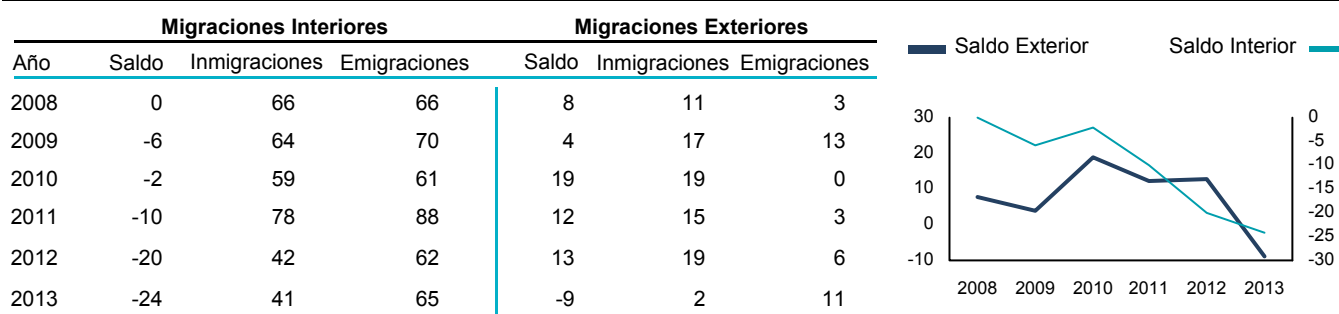 Migraciones Interiores Migraciones Exteriores
Año Saldo Inmigraciones Emigraciones Saldo Inmigraciones Emigraciones
2008 0 66 66 8 11 3
2009 -6 64 70 4 17 13
2010 -2 59 61 19 19 0
2011 -10 78 88 12 15 3
2012 -20 42 62 13 19 6
2013 -24 41 65 -9 2 11
Saldo Exterior Saldo Interior
30 0
-5
20 -10
10 -15
-20
0 -25
-10 -30
2008 2009 2010 2011 2012 2013